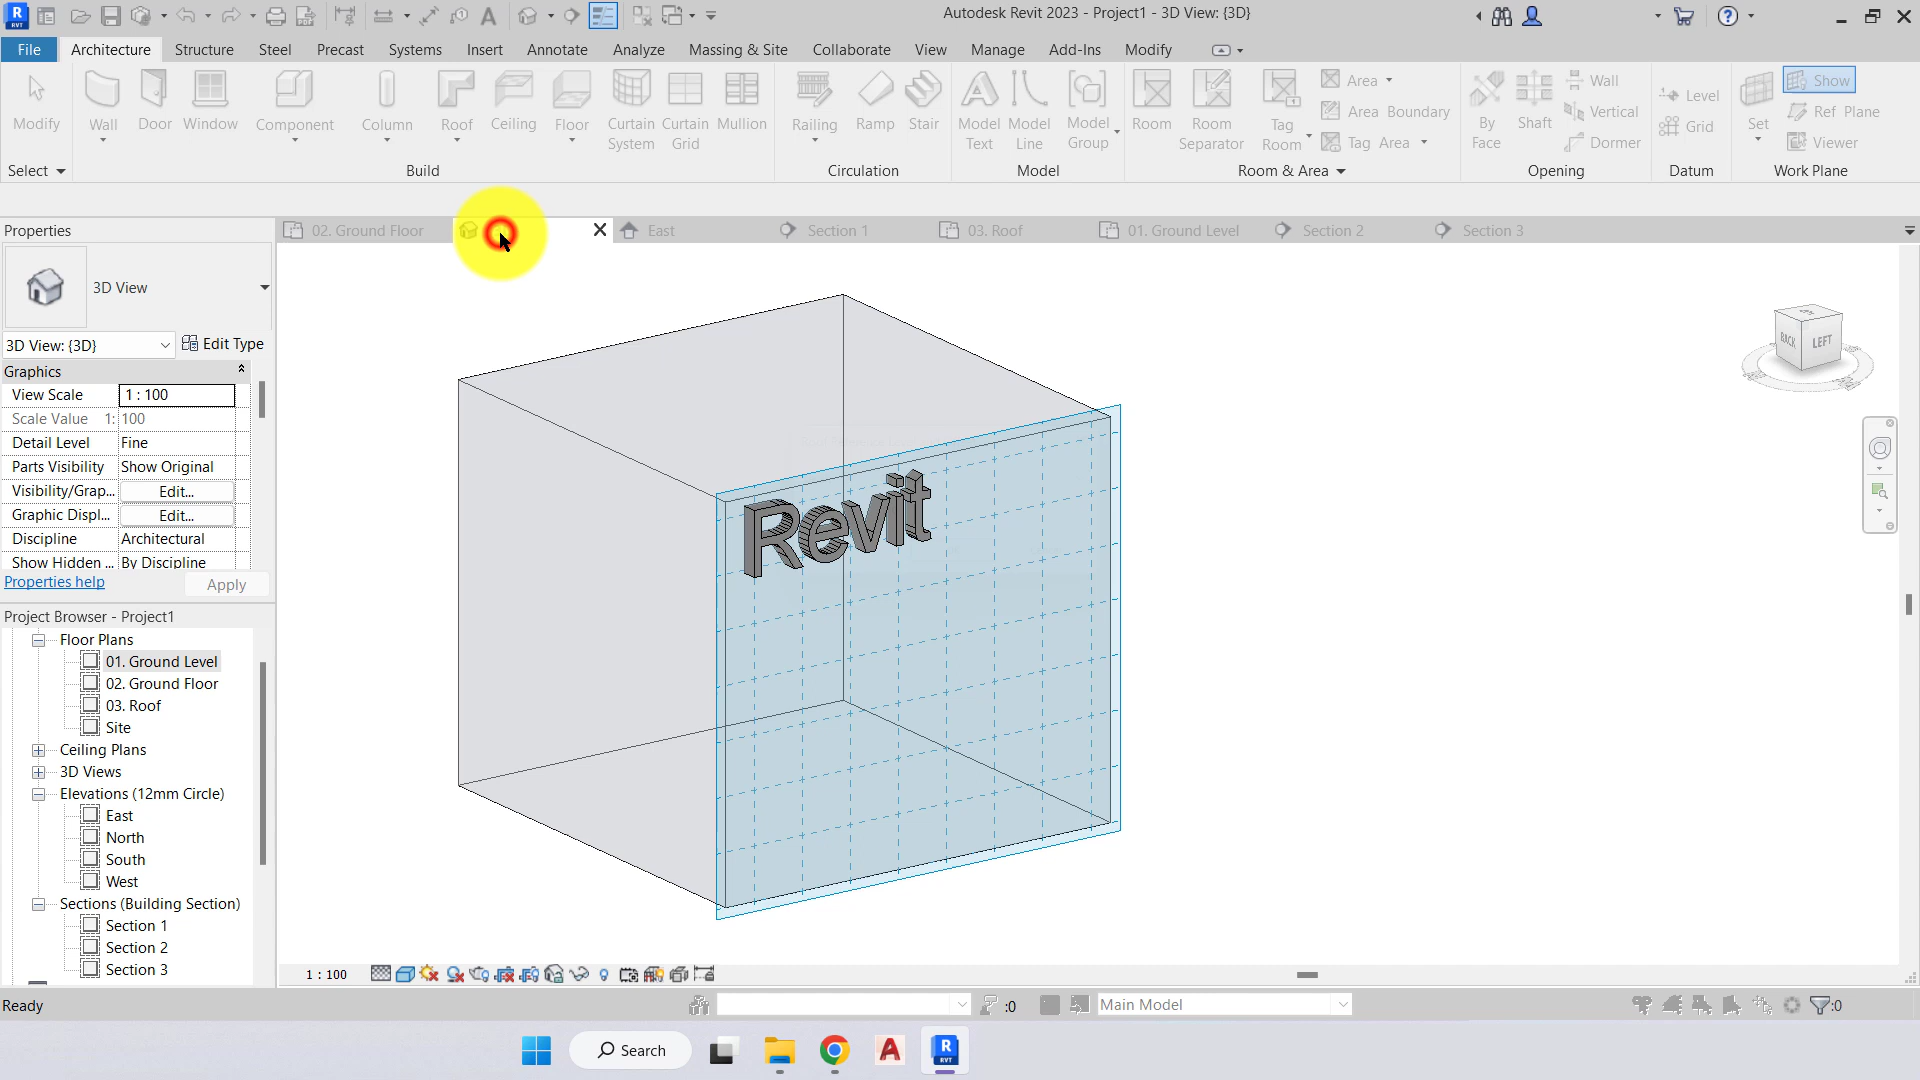 Autodesk Revit 2023 - Project1 - 3D View: {3D}
File Architecture Structure Steel Precast Systems Insert Annotate Analyze Massing & Site Collaborate View Manage Add-Ins Modify
Modify Wall Door Window Component Column Roof Ceiling Floor Curtain System Curtain Grid Mullion Railing Ramp Stair Model Text Model Line Model Group Room Room Separator Tag Room
Area
Area Boundary
Tag Area
By Face Shaft
Wall
Vertical
Dormer
Level
Grid
Set
Show
Ref Plane
Viewer
Select Build Circulation Model Room & Area Opening Datum Work Plane
Properties
02. Ground Floor East Section 1 03. Roof 01. Ground Level Section 2 Section 3
3D View
3D View: {3D} Edit Type
Graphics
View Scale 1 : 100
Scale Value 1: 100
Detail Level Fine
Parts Visibility Show Original
Visibility/Grap... Edit...
Graphic Displ... Edit...
Discipline Architectural
Show Hidden ... By Discipline
Properties help Apply
Project Browser - Project1
Floor Plans
01. Ground Level
02. Ground Floor
03. Roof
Site
Ceiling Plans
3D Views
Elevations (12mm Circle)
East
North
South
West
Sections (Building Section)
Section 1
Section 2
Section 3
Revit
BACK LEFT
1 : 100
Ready :0 Main Model :0
Search